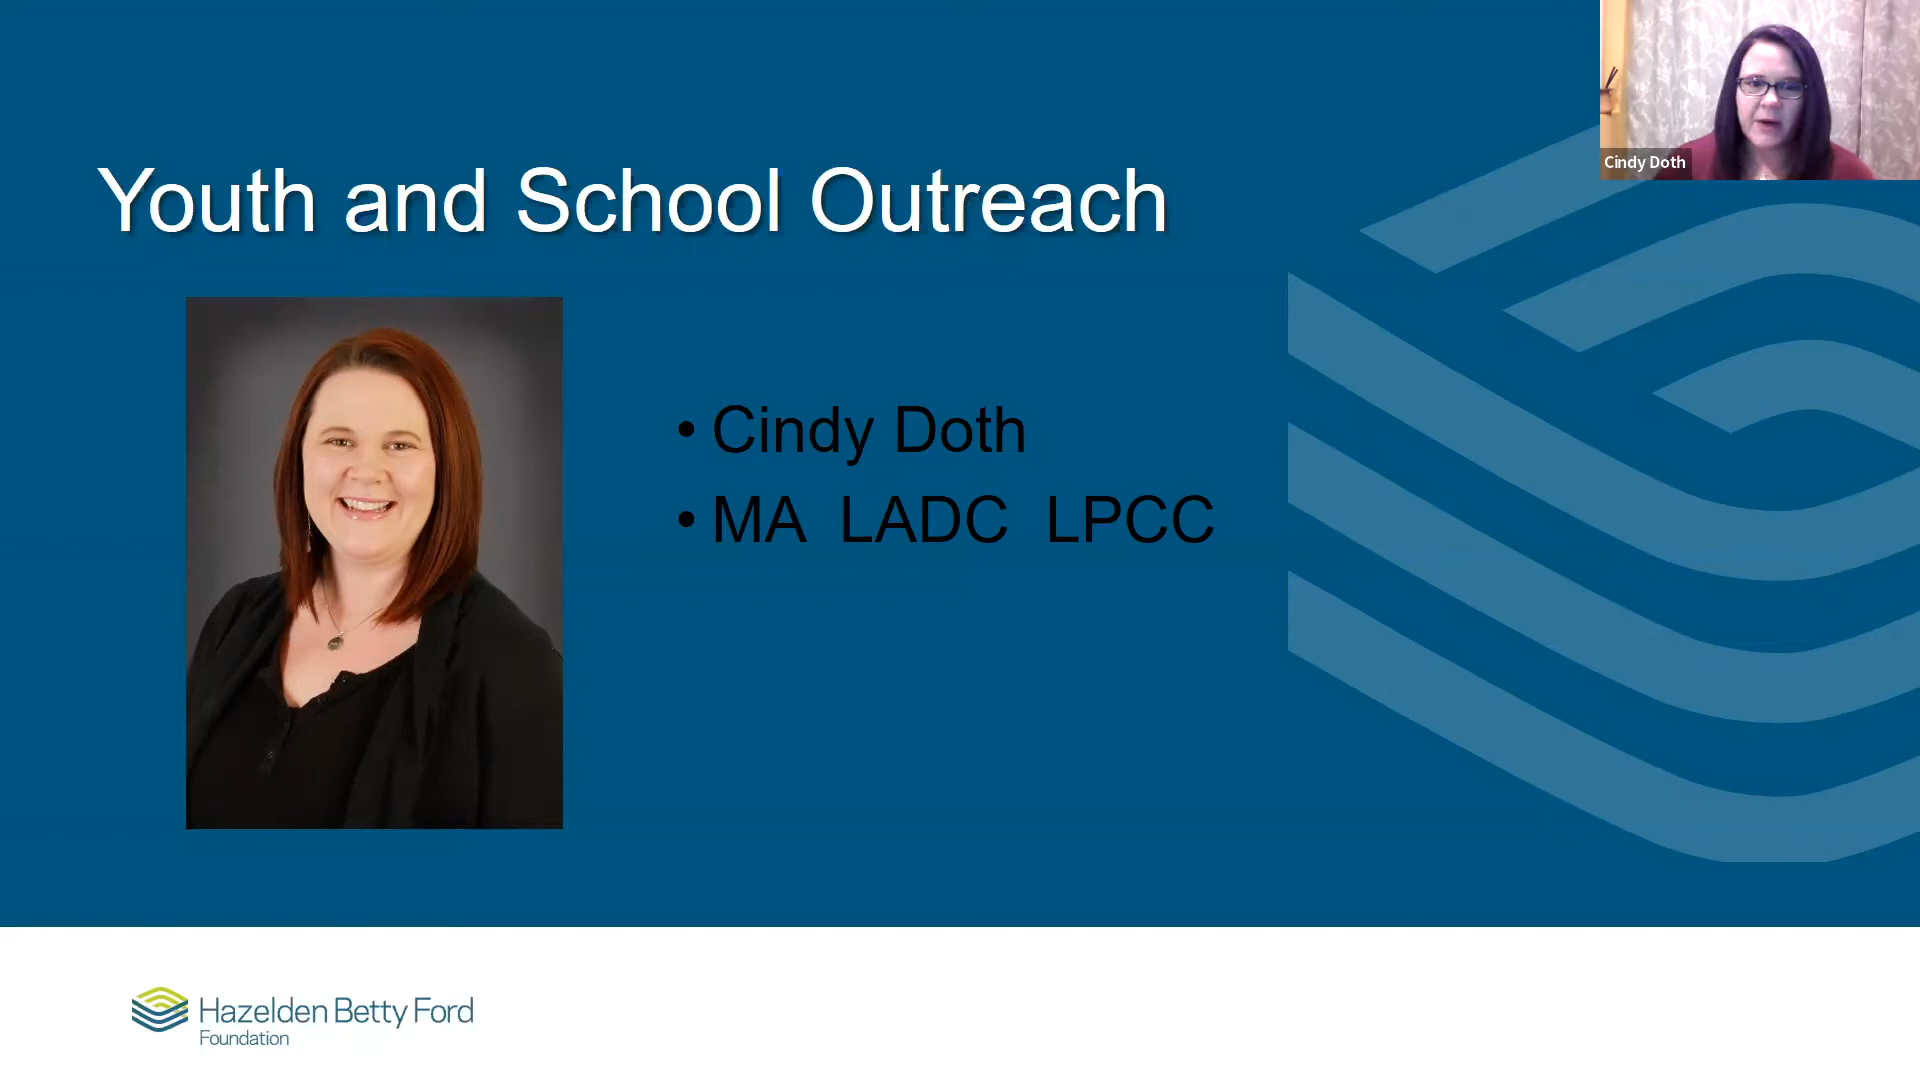 Cindy Doth
Youth and School Outreach
• Cindy Doth
• MA LADC LPCC
Hazelden Betty Ford
Foundation